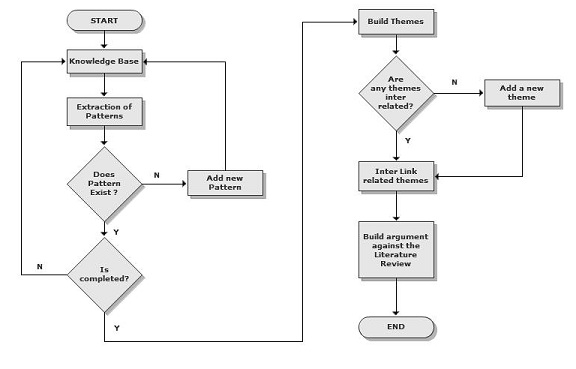 START
Knowledge Base
Extraction of
Patterns
Does
Pattern
Exist ?
N
Add new
Pattern
Y
Is
completed?
N
Y
Build Themes
Are
any themes
inter
related?
N
Add a new
theme
Y
Inter Link
related themes
Build argument
against the
Literature
Review
END